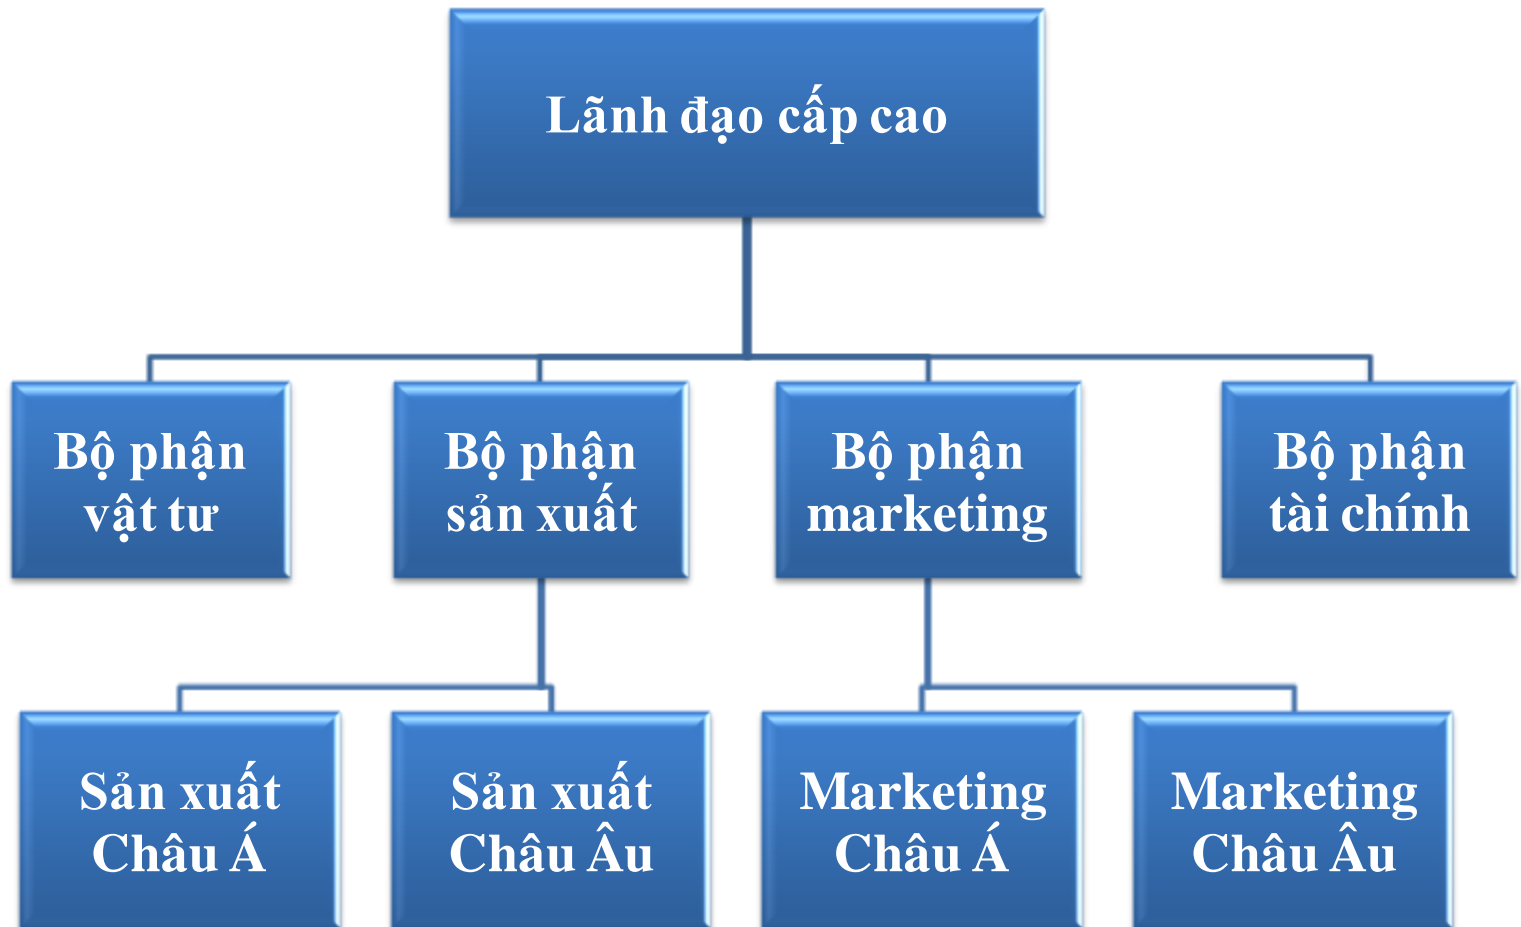 Lãnh đạo cấp cao
Bộ phận
vật tư
Bộ phận
sản xuất
Bộ phận
marketing
Bộ phận
tài chính
Sản xuất
Châu Á
Sản xuất
Châu Âu
Marketing
Châu Á
Marketing
Châu Âu